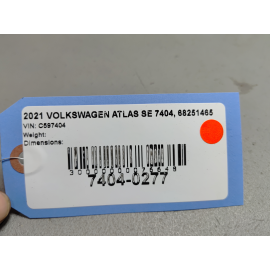 2021 VOLKSWAGEN ATLAS SE 7404, 68251465
VIN: C597404
Weight:
Dimensions:
7404-0277